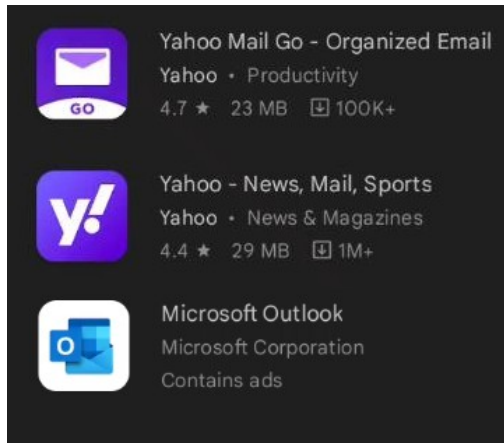 GO
Yahoo Mail Go - Organized Email
Yahoo • Productivity
4.7 ★ 23 MB 100K+
y!
Yahoo - News, Mail, Sports
Yahoo • News & Magazines
4.4 ★ 29 MB 1M+
O
Microsoft Outlook
Microsoft Corporation
Contains ads